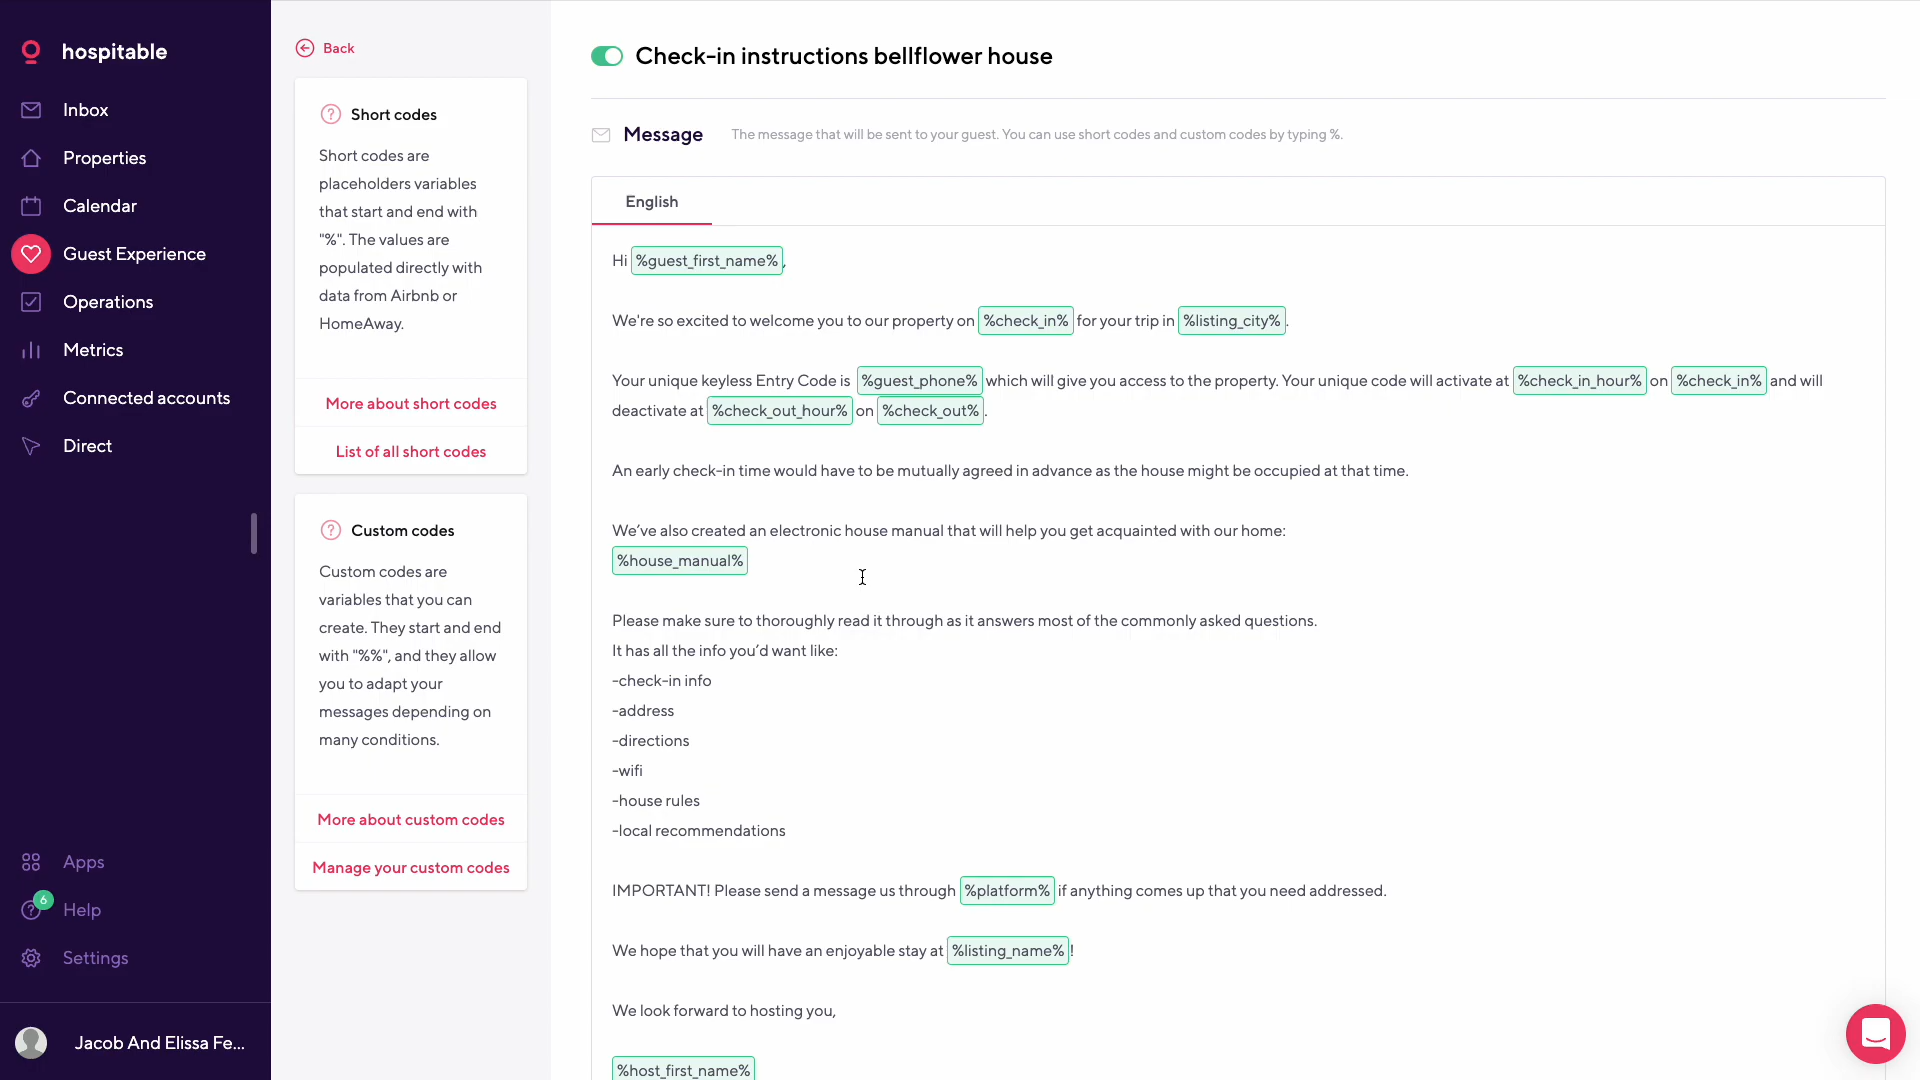 hospitable
Inbox
Properties
Calendar
Guest Experience
Operations
Metrics
Connected accounts
Direct
Apps
6
Help
Settings
Jacob And Elissa Fe...
Back
Short codes
Short codes are
placeholders variables
that start and end with
"%". The values are
populated directly with
data from Airbnb or
HomeAway.
More about short codes
List of all short codes
Custom codes
Custom codes are
variables that you can
create. They start and end
with "%%", and they allow
you to adapt your
messages depending on
many conditions.
More about custom codes
Manage your custom codes
Check-in instructions bellflower house
Message The message that will be sent to your guest. You can use short codes and custom codes by typing %.
English
Hi %guest_first_name%,
We're so excited to welcome you to our property on %check_in% for your trip in %listing_city%.
Your unique keyless Entry Code is %guest_phone% which will give you access to the property. Your unique code will activate at %check_in_hour% on %check_in% and will
deactivate at %check_out_hour% on %check_out%.
An early check-in time would have to be mutually agreed in advance as the house might be occupied at that time.
We’ve also created an electronic house manual that will help you get acquainted with our home:
%house_manual%
Please make sure to thoroughly read it through as it answers most of the commonly asked questions.
It has all the info you’d want like:
-check-in info
-address
-directions
-wifi
-house rules
-local recommendations
IMPORTANT! Please send a message us through %platform% if anything comes up that you need addressed.
We hope that you will have an enjoyable stay at %listing_name%!
We look forward to hosting you,
%host_first_name%